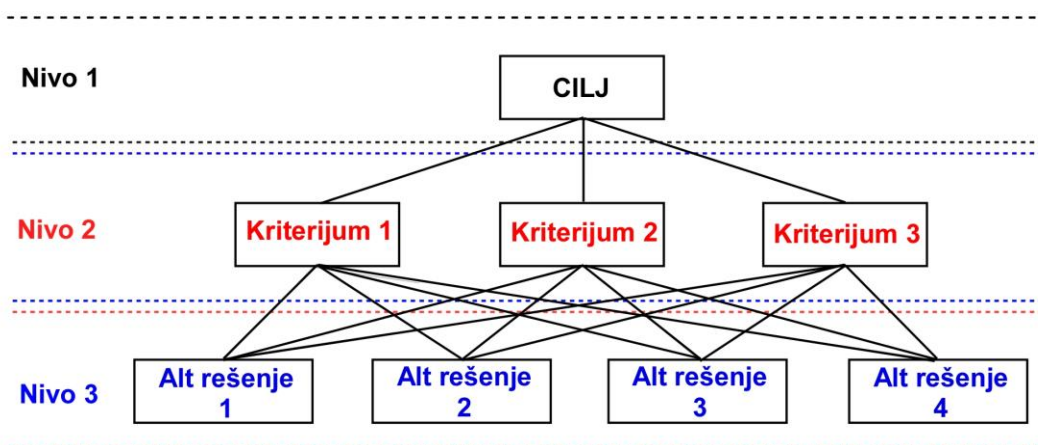 Nivo 1
CILJ
Nivo 2
Kriterijum 1
Kriterijum 2
Kriterijum 3
Nivo 3
Alt rešenje
1
Alt rešenje
2
Alt rešenje
3
Alt rešenje
4